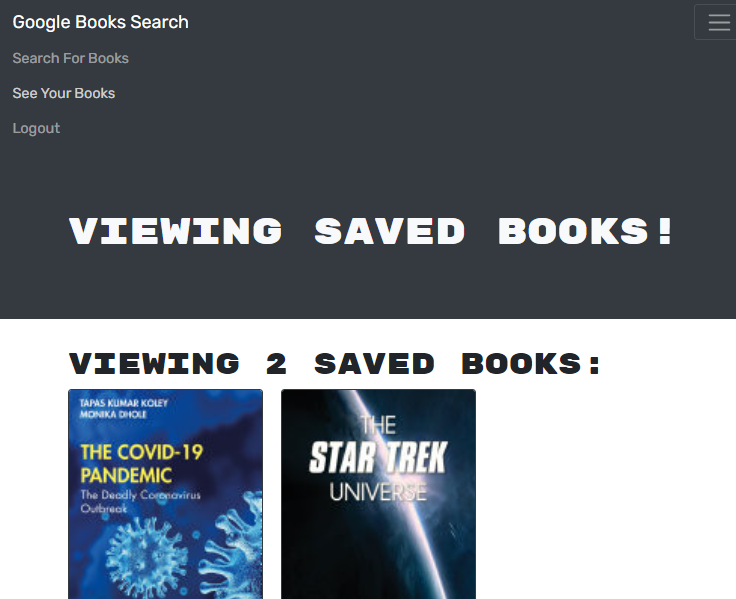 Google Books Search
Search For Books
See Your Books
Logout
VIEWING SAVED BOOKS!
VIEWING 2 SAVED BOOKS:
TAPAS KUMAR KOLEY
MONIKA DHOLE
THE COVID-19
PANDEMIC
The Deadly Coronavirus
Outbreak
THE
STAR TREK
UNIVERSE